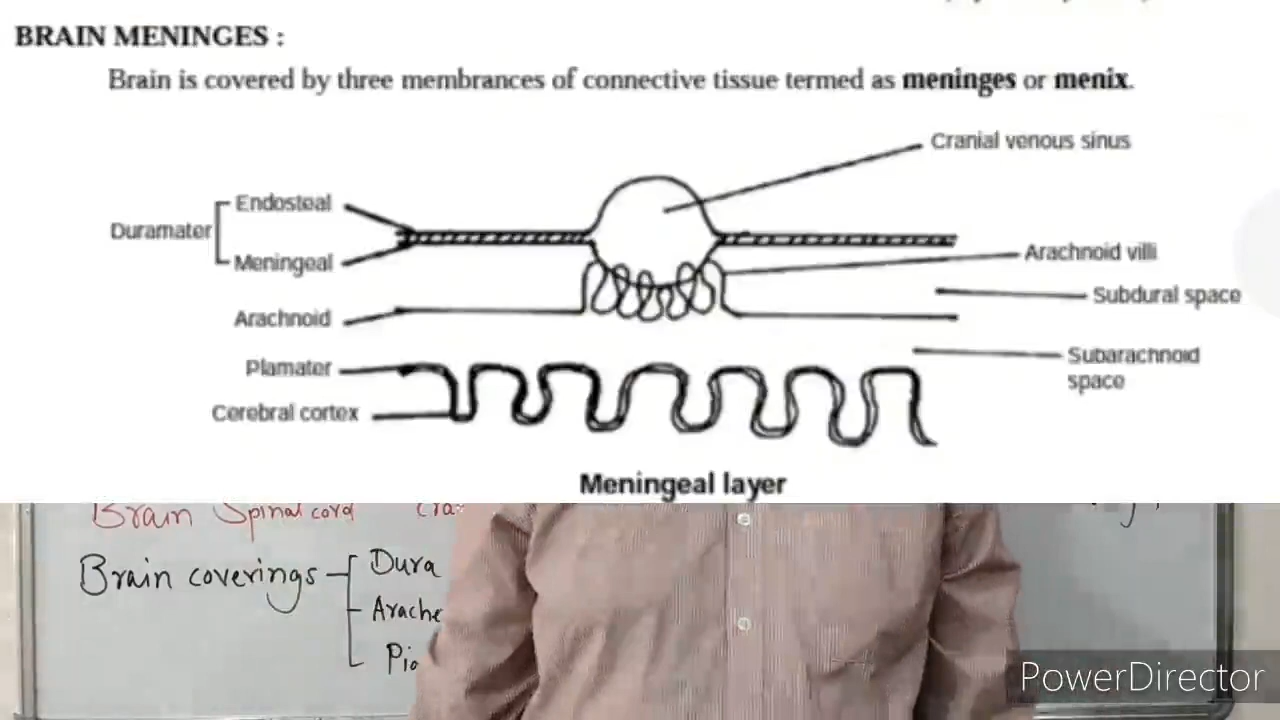 BRAIN MENINGES :
Brain is covered by three membrances of connective tissue termed as meninges or menix.
Cranial venous sinus
Endosteal
Duramater
Meningeal
Arachnoid villi
Subdural space
Arachnoid
Subarachnoid
space
Plamater
Cerebral cortex
Meningeal layer
Brain Spinal cord
Brain coverings
Dura
Arache
Pia
PowerDirector